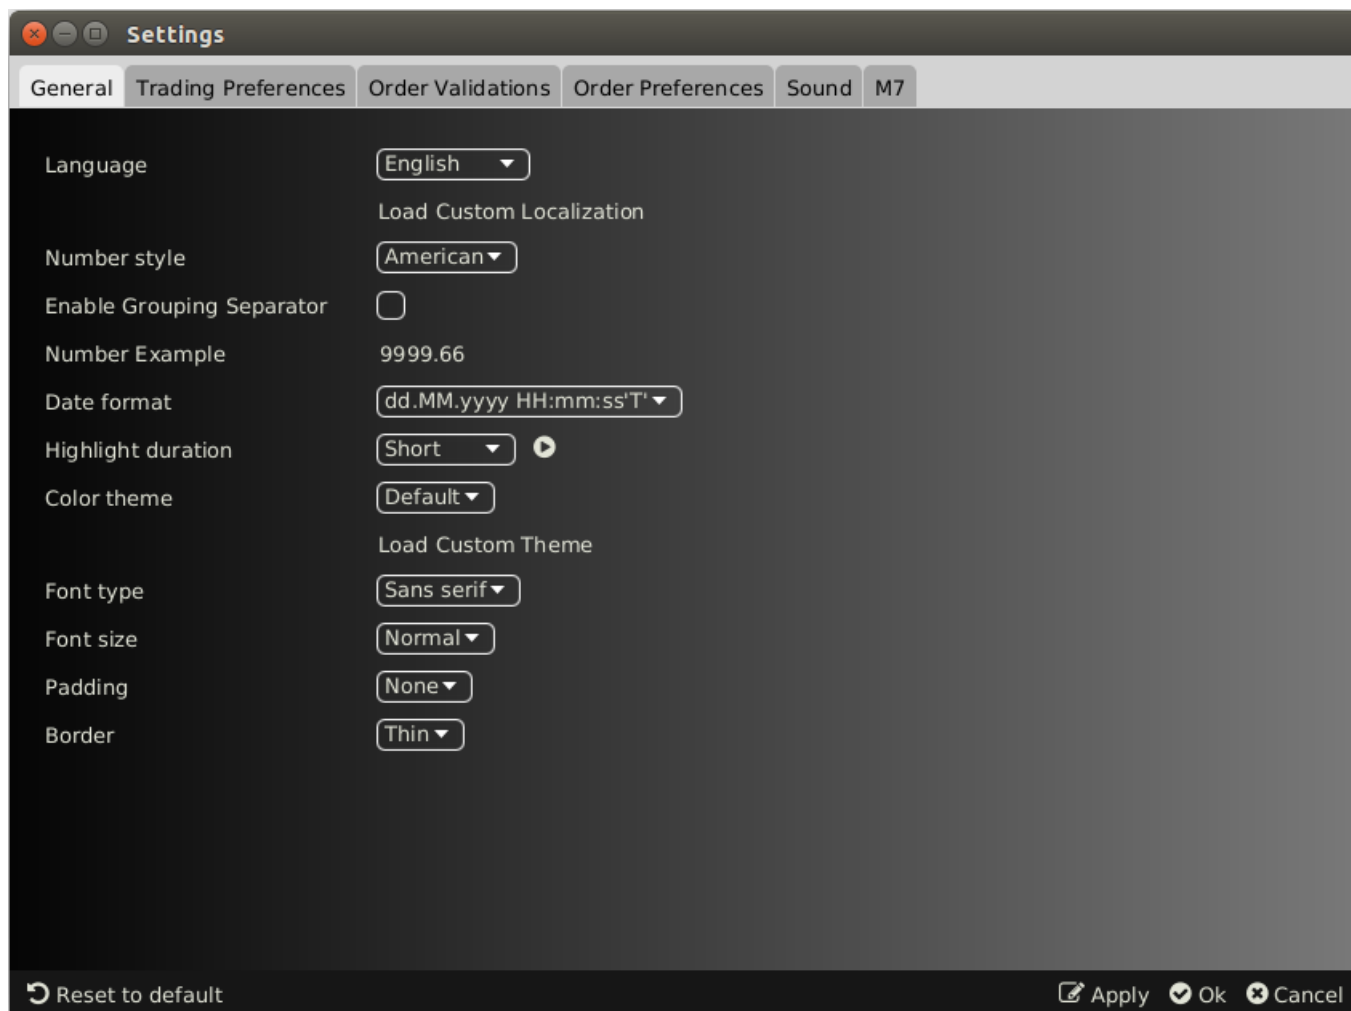 Settings
General Trading Preferences Order Validations Order Preferences Sound M7
Language English
Load Custom Localization
Number style American
Enable Grouping Separator
Number Example 9999.66
Date format dd.MM.yyyy HH:mm:ss'T'
Highlight duration Short
Color theme Default
Load Custom Theme
Font type Sans serif
Font size Normal
Padding None
Border Thin
Reset to default Apply Ok Cancel